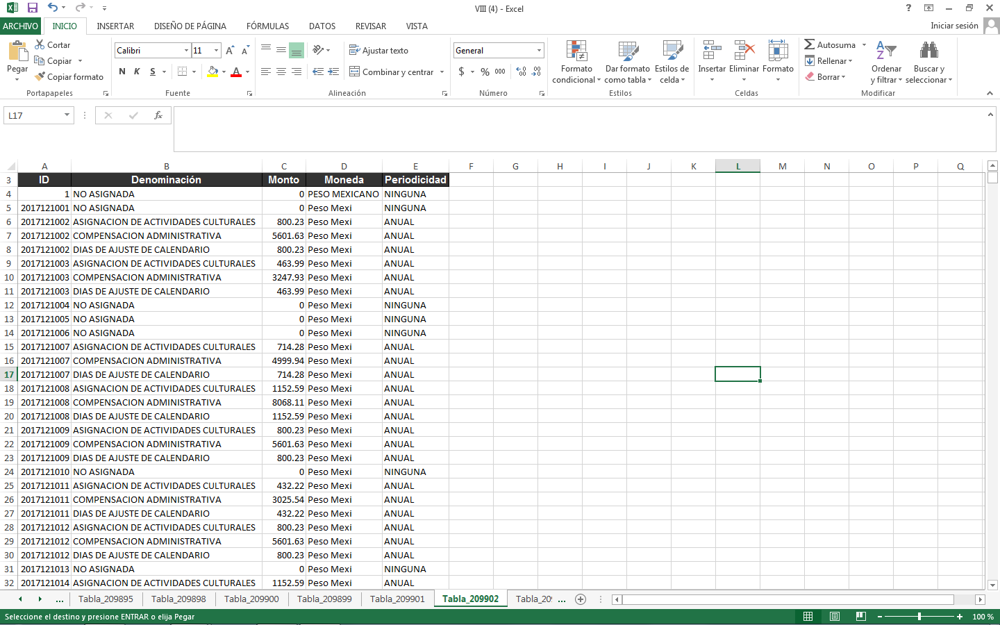 VIII (4) - Excel
ARCHIVO INICIO INSERTAR DISEÑO DE PÁGINA FÓRMULAS DATOS REVISAR VISTA Iniciar sesión
Pegar Cortar Copiar Copiar formato Portapapeles
Calibri 11 N K S Fuente
Ajustar texto Combinar y centrar Alineación
General $ % 000 Número
Formato condicional Dar formato como tabla Estilos de celda Estilos
Insertar Eliminar Formato Celdas
Autosuma Rellenar Borrar Ordenar y filtrar Buscar y seleccionar Modificar
L17 fx
A B C D E F G H I J K L M N O P Q
3 ID Denominación Monto Moneda Periodicidad
4 1 NO ASIGNADA 0 PESO MEXICANO NINGUNA
5 2017121001 NO ASIGNADA 0 Peso Mexi NINGUNA
6 2017121002 ASIGNACION DE ACTIVIDADES CULTURALES 800.23 Peso Mexi ANUAL
7 2017121002 COMPENSACION ADMINISTRATIVA 5601.63 Peso Mexi ANUAL
8 2017121002 DIAS DE AJUSTE DE CALENDARIO 800.23 Peso Mexi ANUAL
9 2017121003 ASIGNACION DE ACTIVIDADES CULTURALES 463.99 Peso Mexi ANUAL
10 2017121003 COMPENSACION ADMINISTRATIVA 3247.93 Peso Mexi ANUAL
11 2017121003 DIAS DE AJUSTE DE CALENDARIO 463.99 Peso Mexi ANUAL
12 2017121004 NO ASIGNADA 0 Peso Mexi NINGUNA
13 2017121005 NO ASIGNADA 0 Peso Mexi NINGUNA
14 2017121006 NO ASIGNADA 0 Peso Mexi NINGUNA
15 2017121007 ASIGNACION DE ACTIVIDADES CULTURALES 714.28 Peso Mexi ANUAL
16 2017121007 COMPENSACION ADMINISTRATIVA 4999.94 Peso Mexi ANUAL
17 2017121007 DIAS DE AJUSTE DE CALENDARIO 714.28 Peso Mexi ANUAL
18 2017121008 ASIGNACION DE ACTIVIDADES CULTURALES 1152.59 Peso Mexi ANUAL
19 2017121008 COMPENSACION ADMINISTRATIVA 8068.11 Peso Mexi ANUAL
20 2017121008 DIAS DE AJUSTE DE CALENDARIO 1152.59 Peso Mexi ANUAL
21 2017121009 ASIGNACION DE ACTIVIDADES CULTURALES 800.23 Peso Mexi ANUAL
22 2017121009 COMPENSACION ADMINISTRATIVA 5601.63 Peso Mexi ANUAL
23 2017121009 DIAS DE AJUSTE DE CALENDARIO 800.23 Peso Mexi ANUAL
24 2017121010 NO ASIGNADA 0 Peso Mexi NINGUNA
25 2017121011 ASIGNACION DE ACTIVIDADES CULTURALES 432.22 Peso Mexi ANUAL
26 2017121011 COMPENSACION ADMINISTRATIVA 3025.54 Peso Mexi ANUAL
27 2017121011 DIAS DE AJUSTE DE CALENDARIO 432.22 Peso Mexi ANUAL
28 2017121012 ASIGNACION DE ACTIVIDADES CULTURALES 800.23 Peso Mexi ANUAL
29 2017121012 COMPENSACION ADMINISTRATIVA 5601.63 Peso Mexi ANUAL
30 2017121012 DIAS DE AJUSTE DE CALENDARIO 800.23 Peso Mexi ANUAL
31 2017121013 NO ASIGNADA 0 Peso Mexi NINGUNA
32 2017121014 ASIGNACION DE ACTIVIDADES CULTURALES 1152.59 Peso Mexi ANUAL
... Tabla_209895 Tabla_209898 Tabla_209900 Tabla_209899 Tabla_209901 Tabla_209902 Tabla_20 ...
Seleccione el destino y presione ENTRAR o elija Pegar 100 %